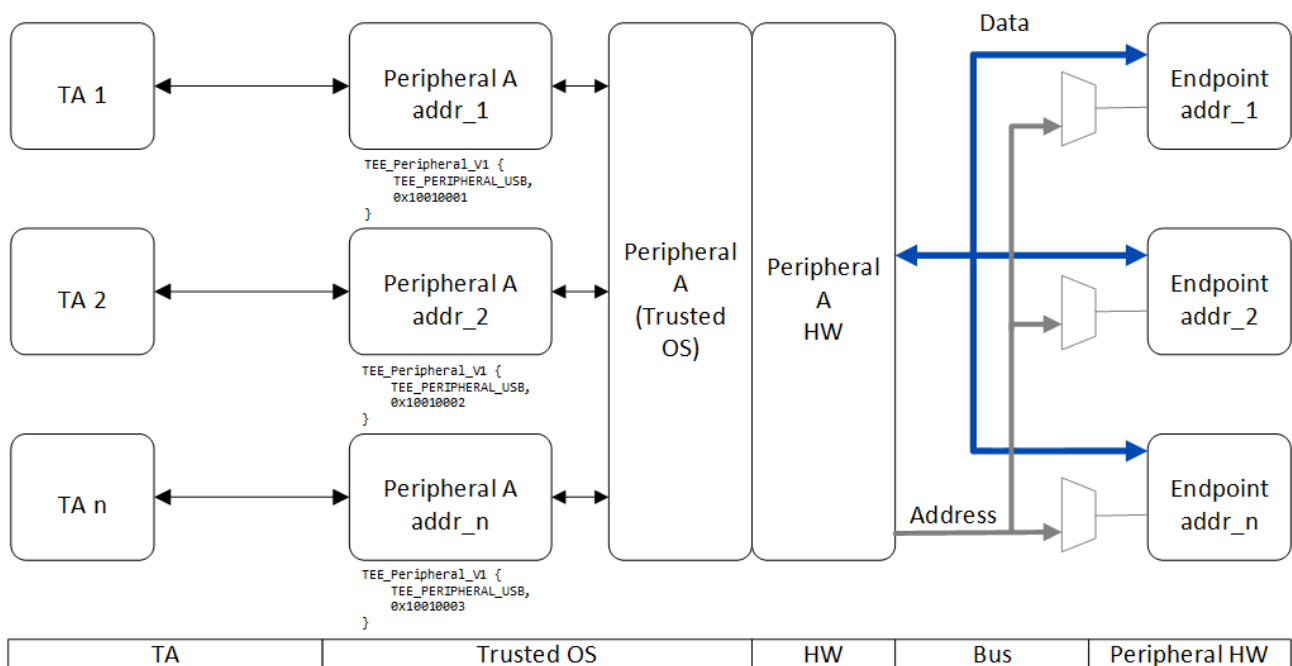 Data
TA 1
Peripheral A
addr_1
Endpoint
addr_1
TEE_Peripheral_V1 {
TEE_PERIPHERAL_USB,
0x10010001
}
TA 2
Peripheral A
addr_2
Peripheral
A
(Trusted
OS)
Peripheral
A
HW
Endpoint
addr_2
TEE_Peripheral_V1 {
TEE_PERIPHERAL_USB,
0x10010002
}
TA n
Peripheral A
addr_n
Address
Endpoint
addr_n
TEE_Peripheral_V1 {
TEE_PERIPHERAL_USB,
0x10010003
}
TA
Trusted OS
HW
Bus
Peripheral HW